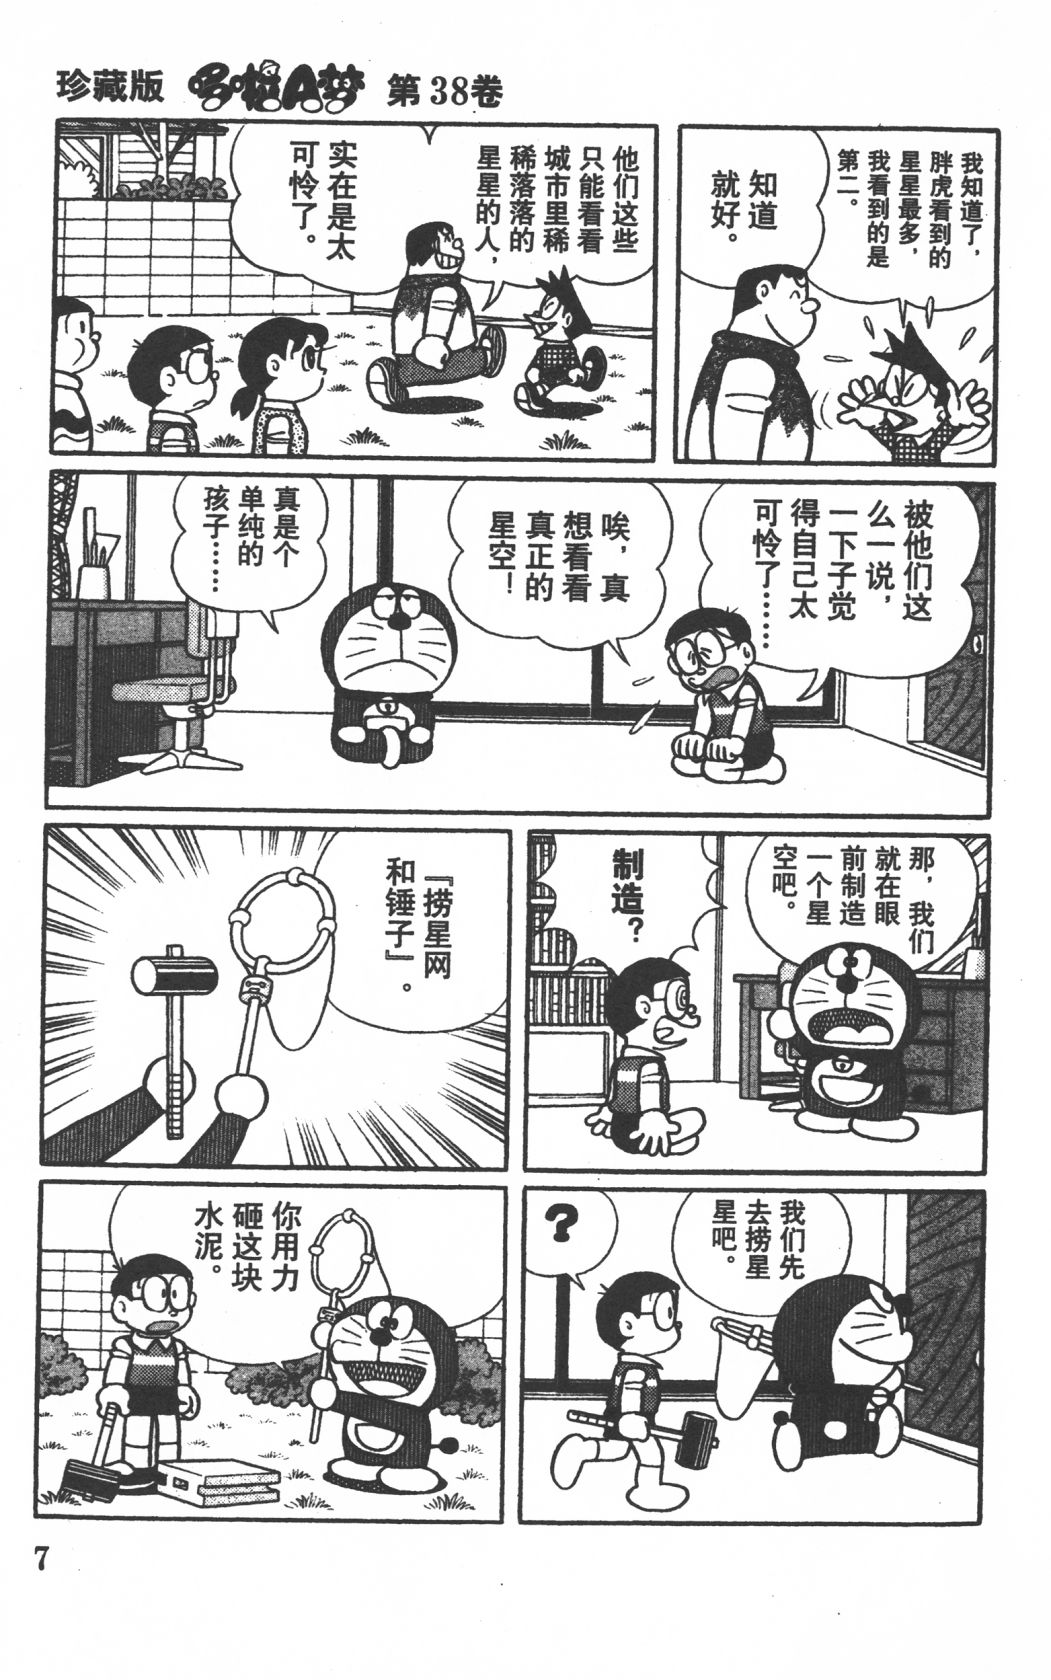 珍藏版 哆啦A梦 第38卷
我知道了，
胖虎看到的
星星最多，
我看到的是
第二。
知道
就好。
他们这些
只能看看
城市里稀
稀落落的
星星的人，
实在是太
可怜了。
被他们这
么一说，
一下子觉
得自己太
可怜了……
唉，真
想看看
真正的
星空！
真是个
单纯的
孩子……
那，我们
就在眼
前制造
一个星
空吧。
制造？
『捞星网
和锤子』。
我们先
去捞星
星吧。
？
你用力
砸这块
水泥。
7